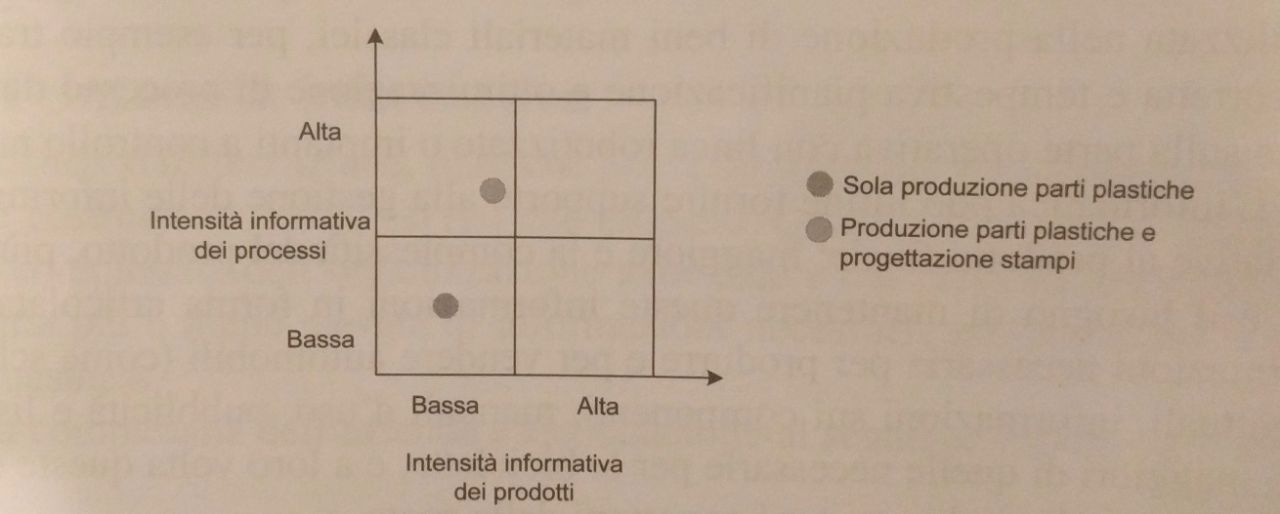 Alta
Intensità informativa
dei processi
Bassa
Bassa
Alta
Intensità informativa
dei prodotti
Sola produzione parti plastiche
Produzione parti plastiche e
progettazione stampi